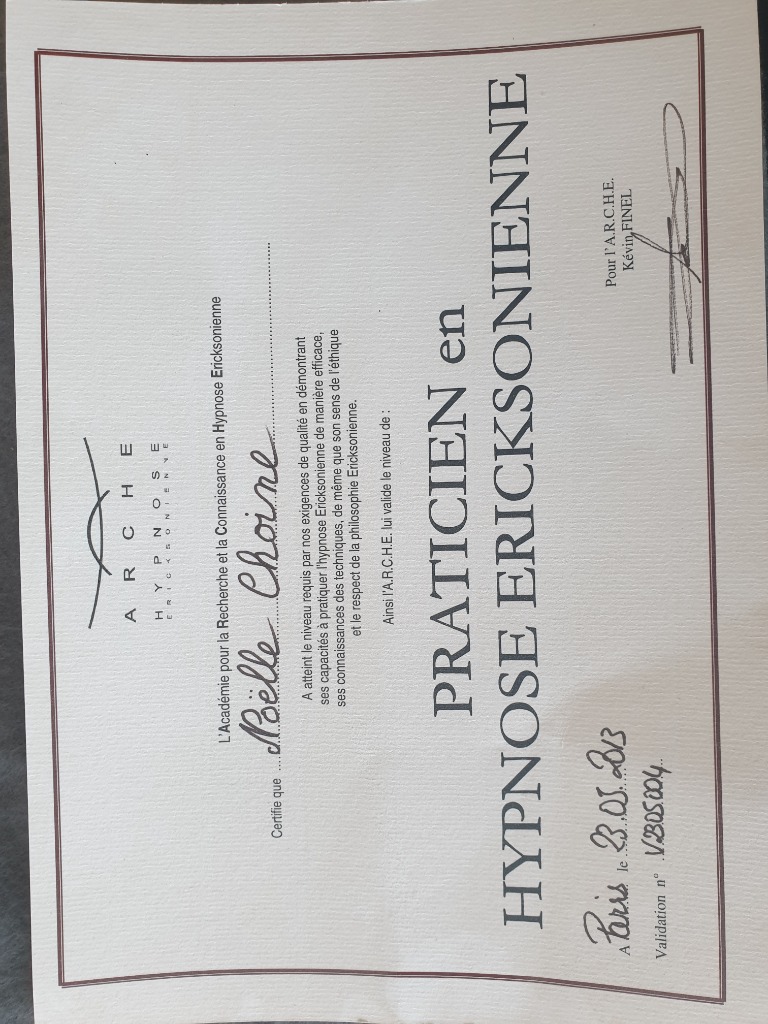 ARCHE
HYPNOSE
ERICKSONIENNE
L'Académie pour la Recherche et la Connaissance en Hypnose Ericksonienne
Certifie que Noëlle Choine
A atteint le niveau requis par nos exigences de qualité en démontrant
ses capacités à pratiquer l'hypnose Ericksonienne de manière efficace,
ses connaissances des techniques, de même que son sens de l'éthique
et le respect de la philosophie Ericksonienne.
Ainsi l'A.R.C.H.E. lui valide le niveau de :
PRATICIEN en
HYPNOSE ERICKSONIENNE
A Paris le 23.05.2013
Validation n°
Pour l'A.R.C.H.E.
Kévin FINEL